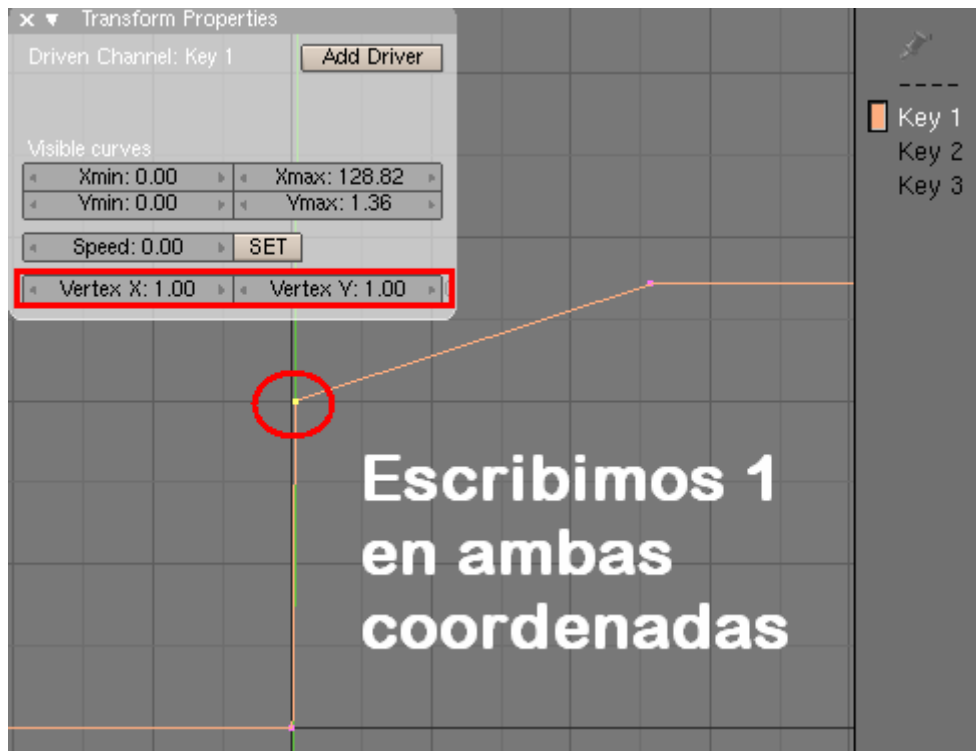 Transform Properties
Driven Channel: Key 1
Add Driver
Visible curves
Xmin: 0.00 Xmax: 128.82
Ymin: 0.00 Ymax: 1.36
Speed: 0.00 SET
Vertex X: 1.00 Vertex Y: 1.00
----
Key 1
Key 2
Key 3
Escribimos 1
en ambas
coordenadas